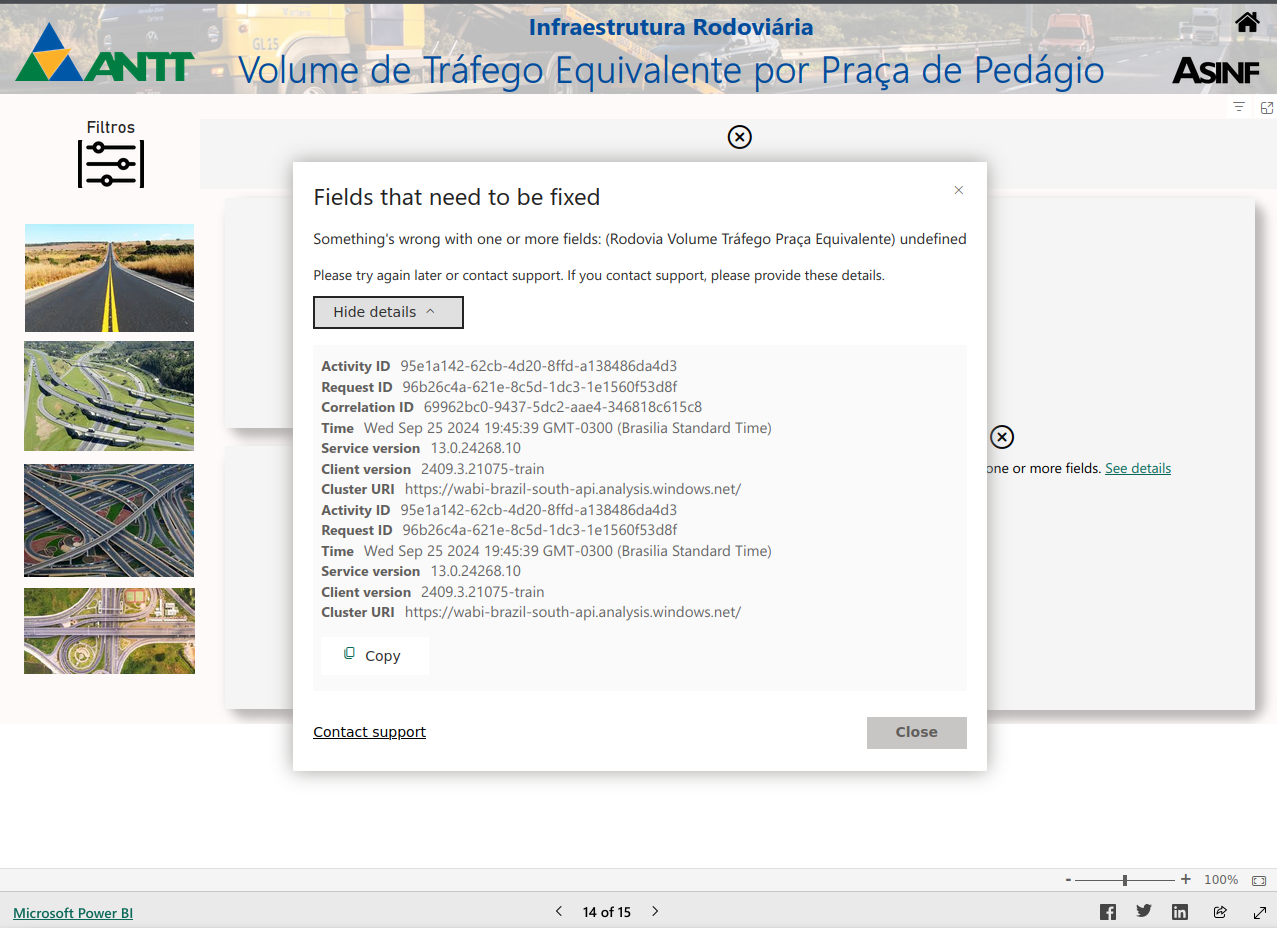 Infraestrutura Rodoviária
GL15
ANTT
Volume de Tráfego Equivalente por Praça de Pedágio
ASINF
Filtros
Fields that need to be fixed
Something's wrong with one or more fields: (Rodovia Volume Tráfego Praça Equivalente) undefined
Please try again later or contact support. If you contact support, please provide these details.
Hide details
Activity ID 95e1a142-62cb-4d20-8ffd-a138486da4d3
Request ID 96b26c4a-621e-8c5d-1dc3-1e1560f53d8f
Correlation ID 69962bc0-9437-5dc2-aae4-346818c615c8
Time Wed Sep 25 2024 19:45:39 GMT-0300 (Brasilia Standard Time)
Service version 13.0.24268.10
Client version 2409.3.21075-train
Cluster URI https://wabi-brazil-south-api.analysis.windows.net/
Activity ID 95e1a142-62cb-4d20-8ffd-a138486da4d3
Request ID 96b26c4a-621e-8c5d-1dc3-1e1560f53d8f
Time Wed Sep 25 2024 19:45:39 GMT-0300 (Brasilia Standard Time)
Service version 13.0.24268.10
Client version 2409.3.21075-train
Cluster URI https://wabi-brazil-south-api.analysis.windows.net/
Copy
Contact support
Close
one or more fields. See details
- + 100%
Microsoft Power BI
14 of 15